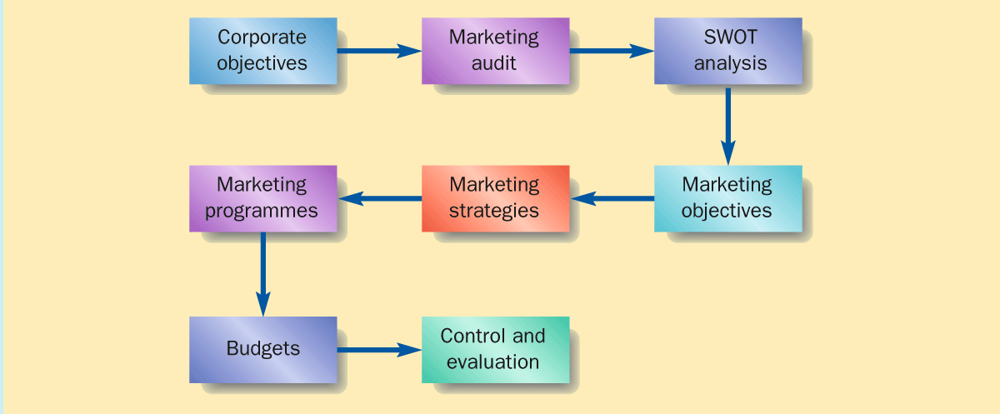 Corporate
objectives
Marketing
audit
SWOT
analysis
Marketing
programmes
Marketing
strategies
Marketing
objectives
Budgets
Control and
evaluation